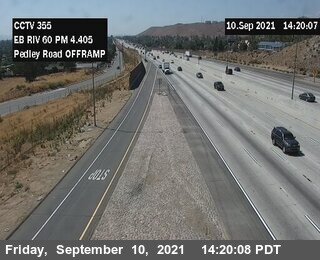 CCTV 355
10.Sep 2021 14:20:07
EB RIV 60 PM 4.405
Pedley Road OFFRAMP
STOP
Friday, September 10, 2021 14:20:08 PDT